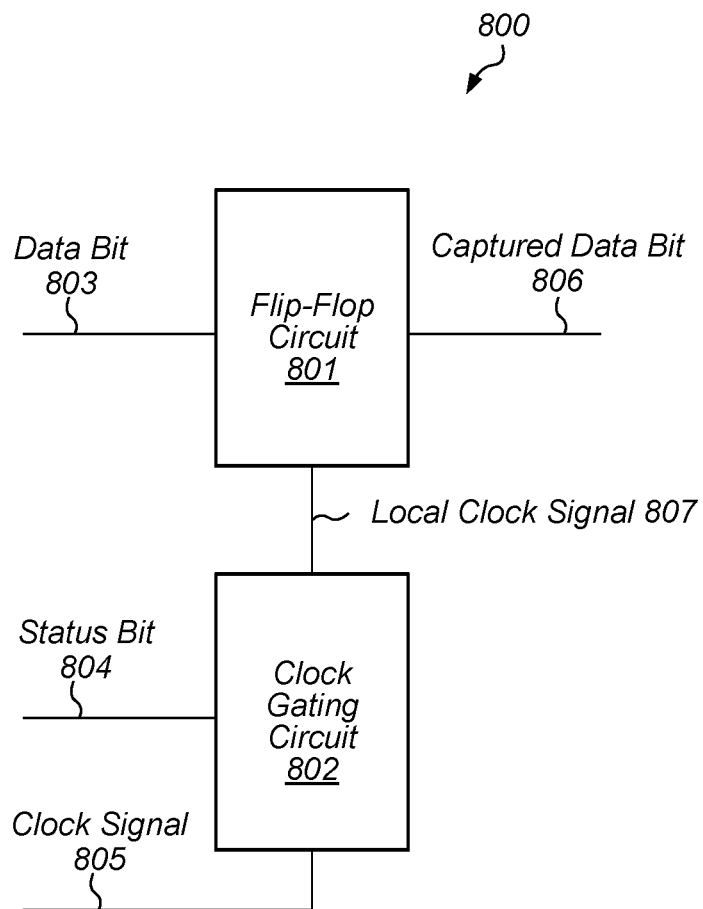 800
Data Bit
803
Captured Data Bit
806
Flip-Flop
Circuit
801
Local Clock Signal 807
Status Bit
804
Clock
Gating
Circuit
802
Clock Signal
805